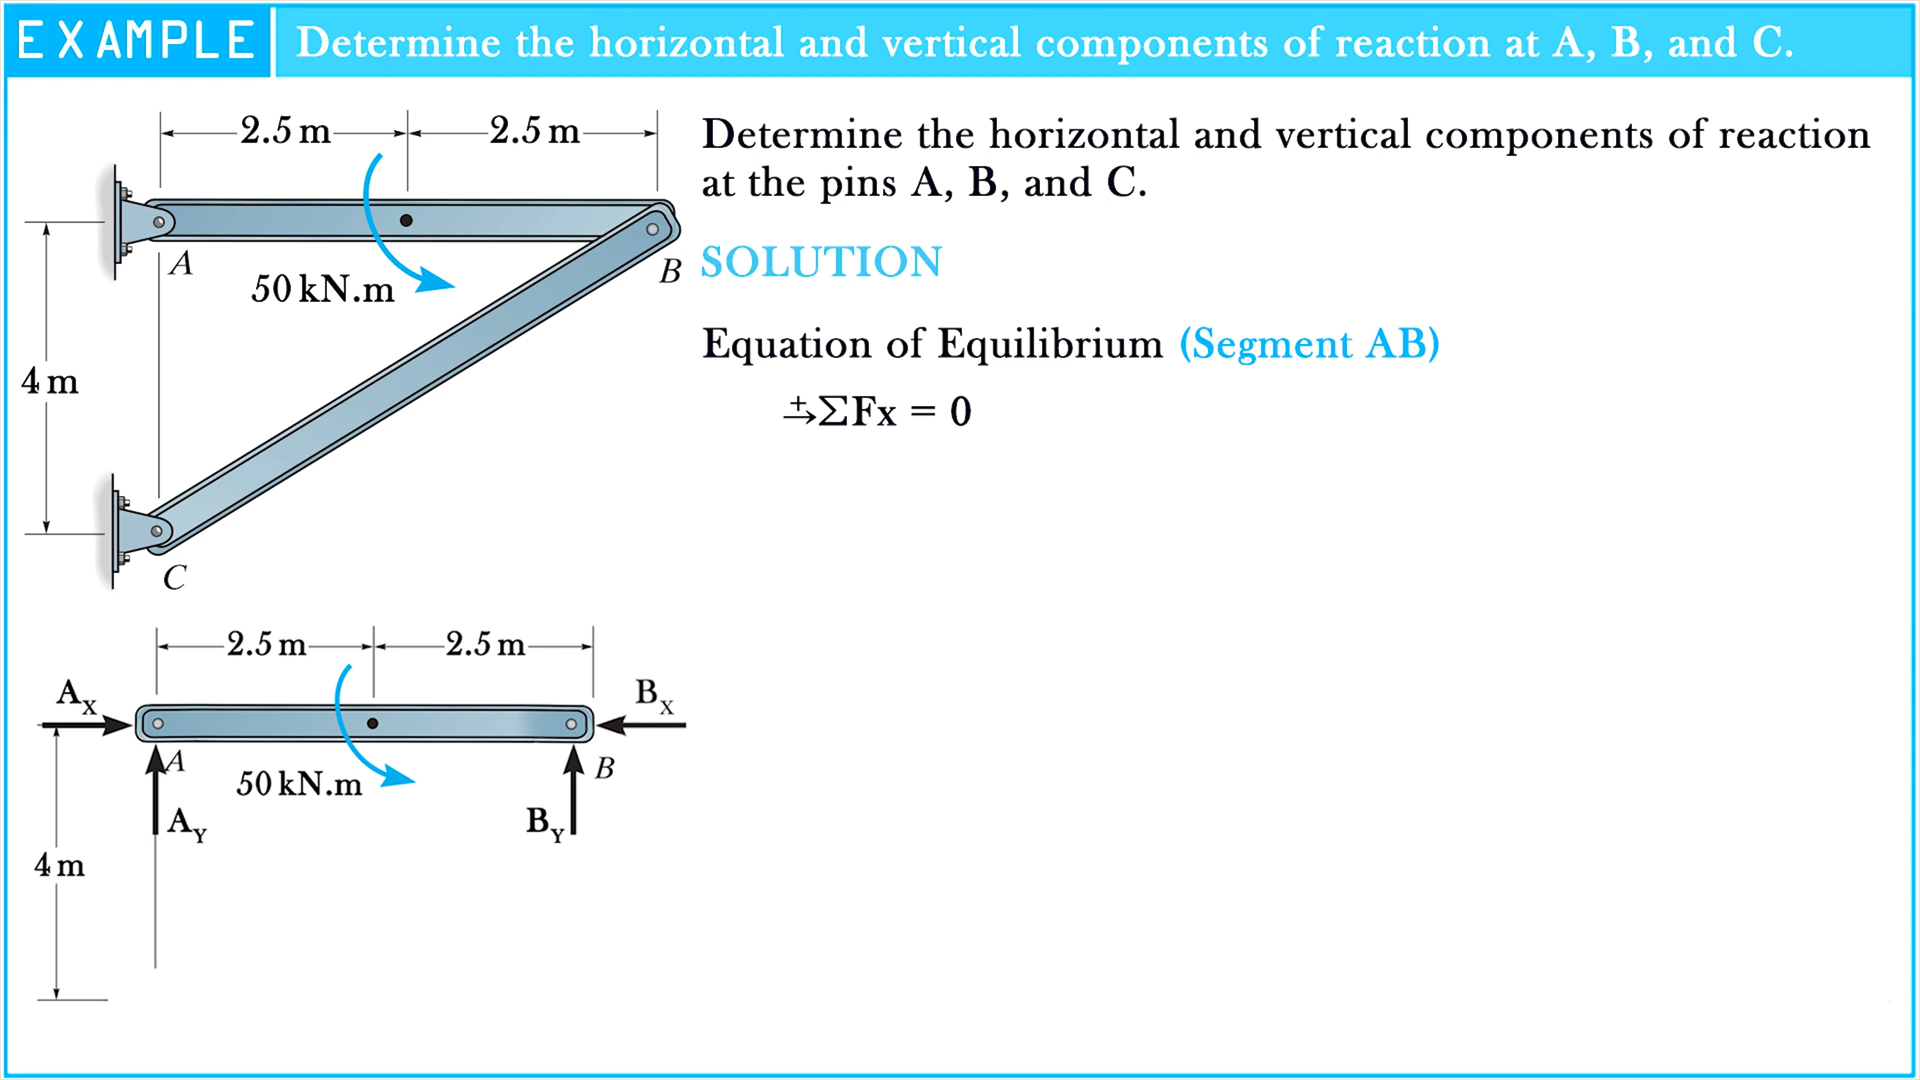 EXAMPLE
Determine the horizontal and vertical components of reaction at A, B, and C.
2.5 m 2.5 m
A
B
50 kN.m
4 m
C
Determine the horizontal and vertical components of reaction
at the pins A, B, and C.
SOLUTION
Equation of Equilibrium (Segment AB)
+→ΣFx = 0
2.5 m 2.5 m
Ax Bx
A B
50 kN.m
AY BY
4 m